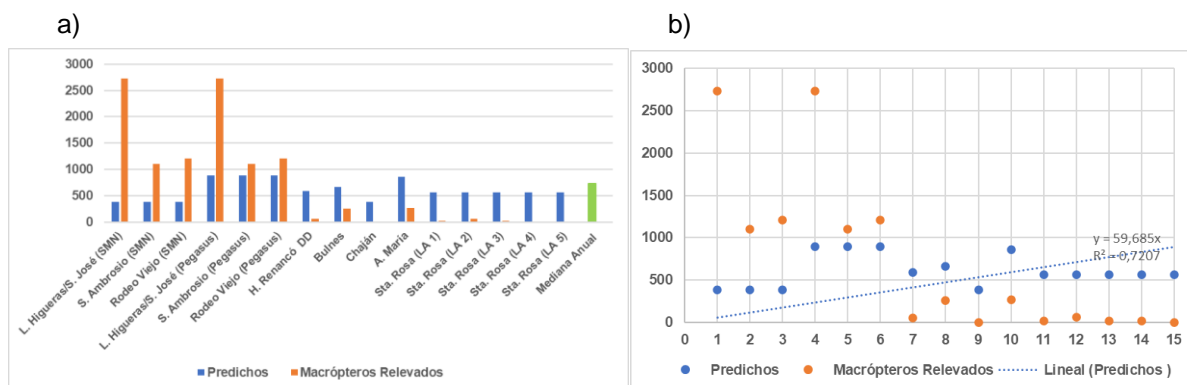 a)
3000
2500
2000
1500
1000
500
0
L. Higueras/S. José (SMN)
S. Ambrosio (SMN)
Rodeo Viejo (SMN)
L. Higueras/S. José (Pegasus)
S. Ambrosio (Pegasus)
Rodeo Viejo (Pegasus)
H. Renancó DD
Bulnes
Chaján
A. María
Sta. Rosa (LA 1)
Sta. Rosa (LA 2)
Sta. Rosa (LA 3)
Sta. Rosa (LA 4)
Sta. Rosa (LA 5)
Mediana Anual
Predichos Macrópteros Relevados
b)
3000
2500
2000
1500
1000
500
0
y = 59,685x
R² = 0,7207
0 1 2 3 4 5 6 7 8 9 10 11 12 13 14 15
Predichos Macrópteros Relevados Lineal (Predichos )